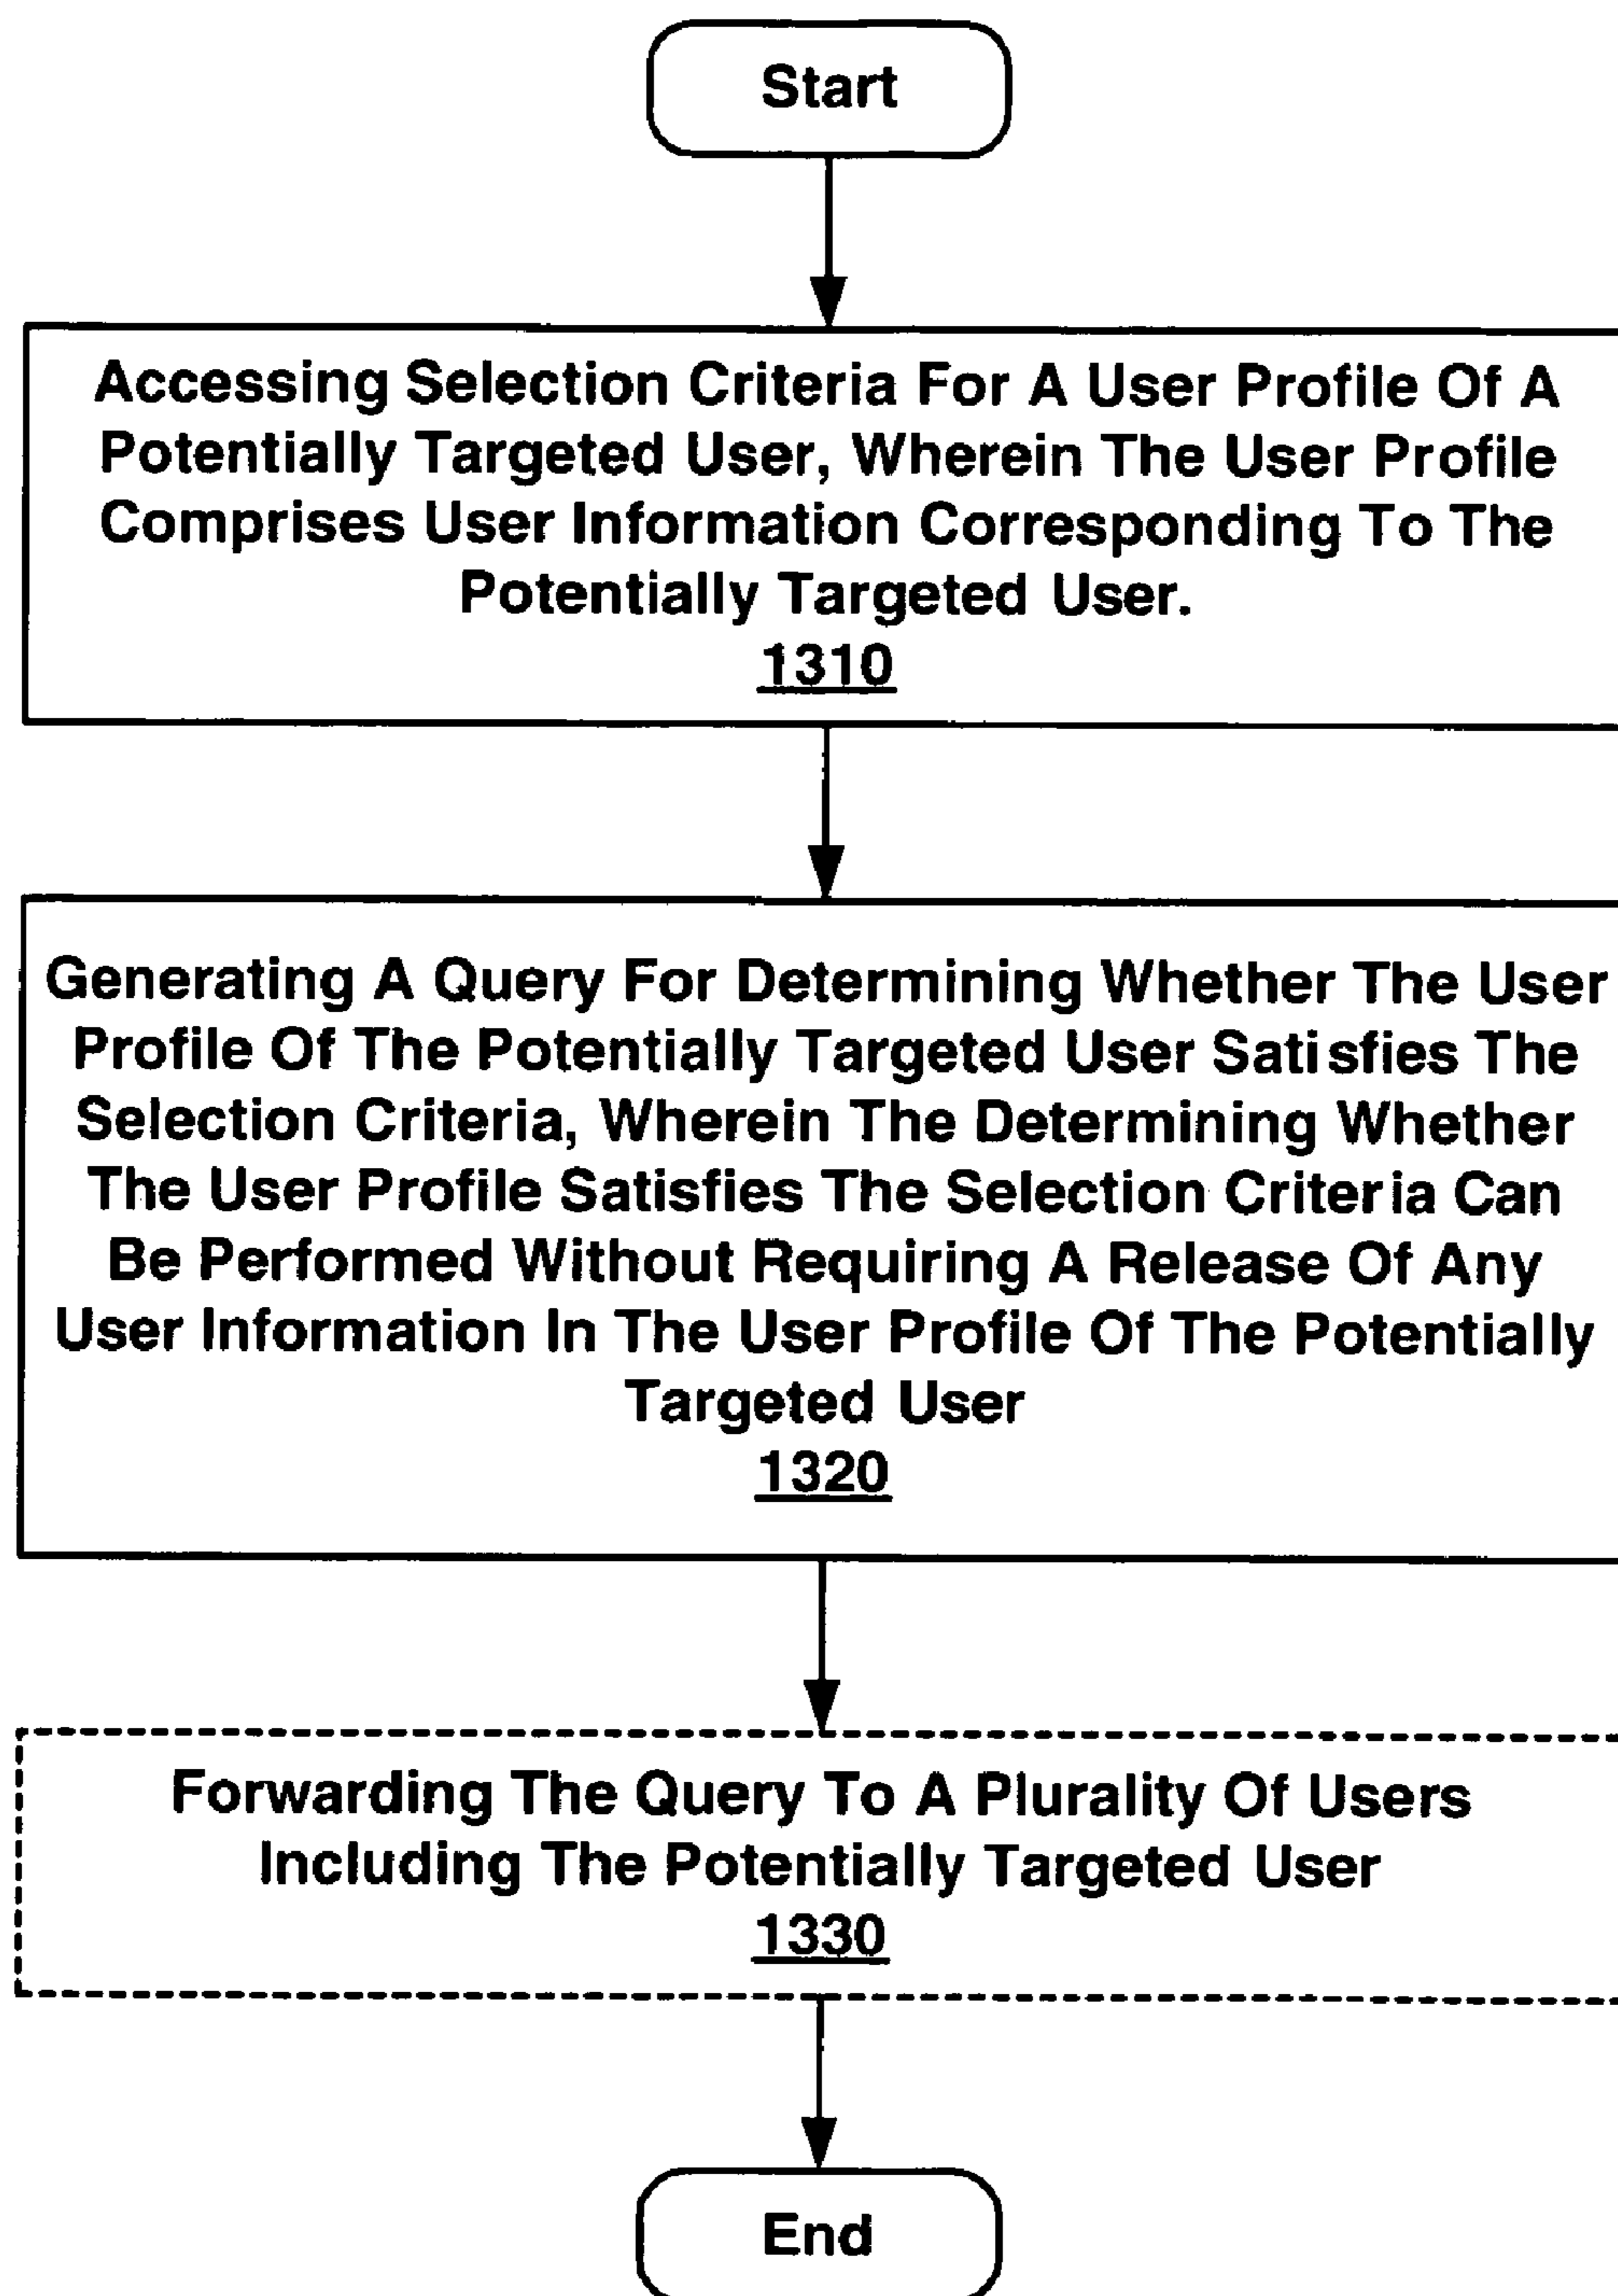 Start
Accessing Selection Criteria For A User Profile Of A
Potentially Targeted User, Wherein The User Profile
Comprises User Information Corresponding To The
Potentially Targeted User.
1310
Generating A Query For Determining Whether The User
Profile Of The Potentially Targeted User Satisfies The
Selection Criteria, Wherein The Determining Whether
The User Profile Satisfies The Selection Criteria Can
Be Performed Without Requiring A Release Of Any
User Information In The User Profile Of The Potentially
Targeted User
1320
Forwarding The Query To A Plurality Of Users
Including The Potentially Targeted User
1330
End